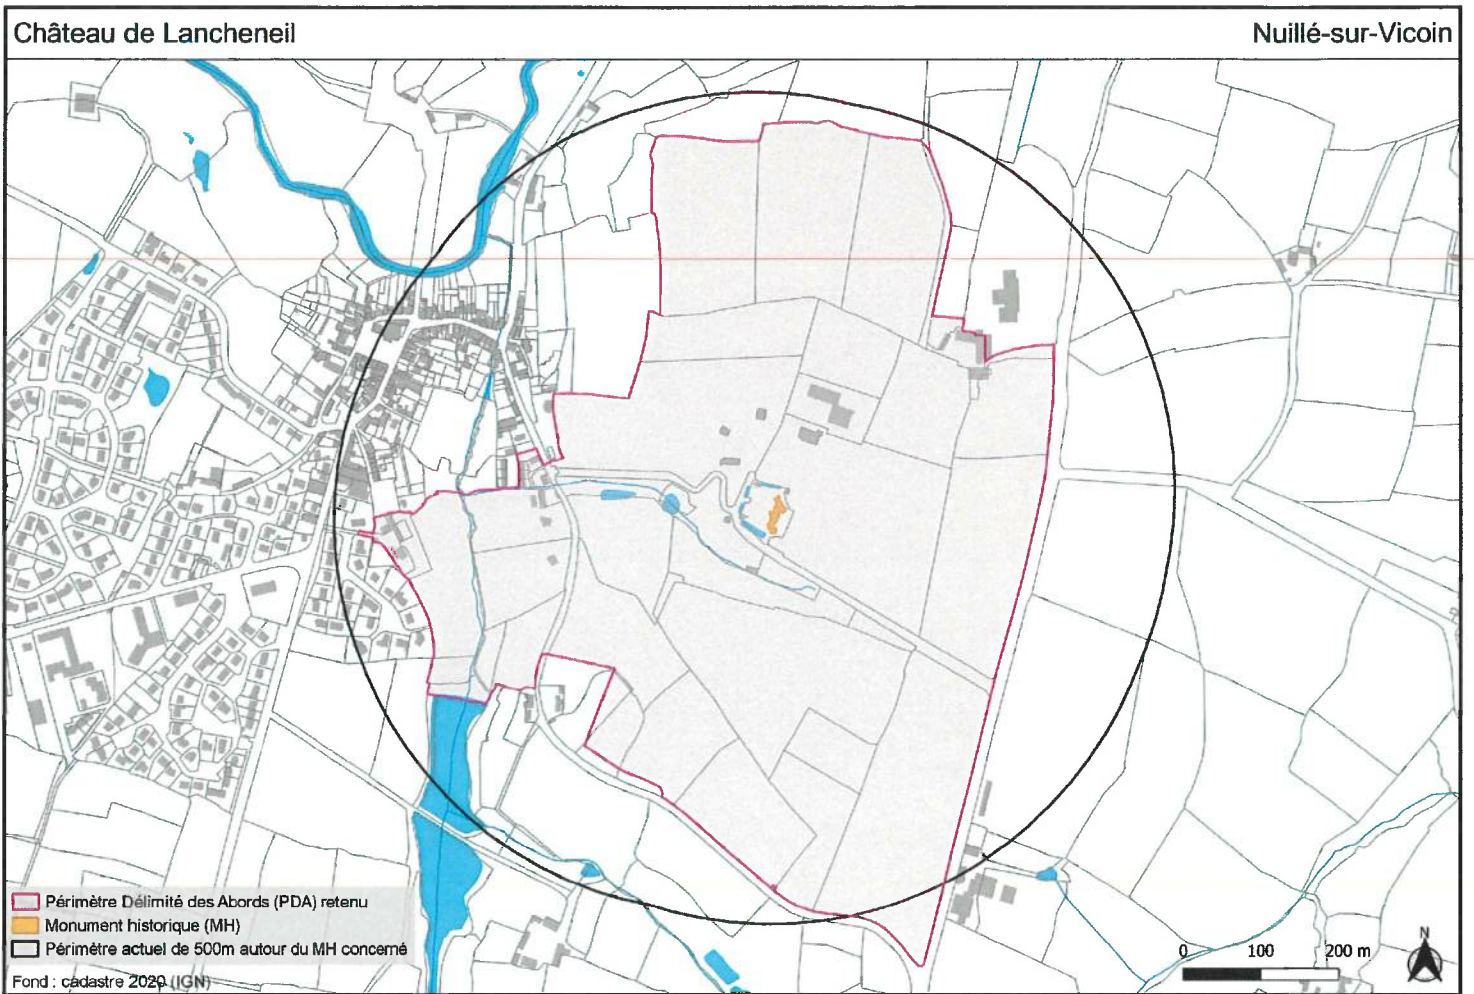 Château de Lancheneil
Nuillé-sur-Vicoin
Périmètre Délimité des Abords (PDA) retenu
Monument historique (MH)
Périmètre actuel de 500m autour du MH concerné
Fond : cadastre 2020 (IGN)
0 100 200 m
N